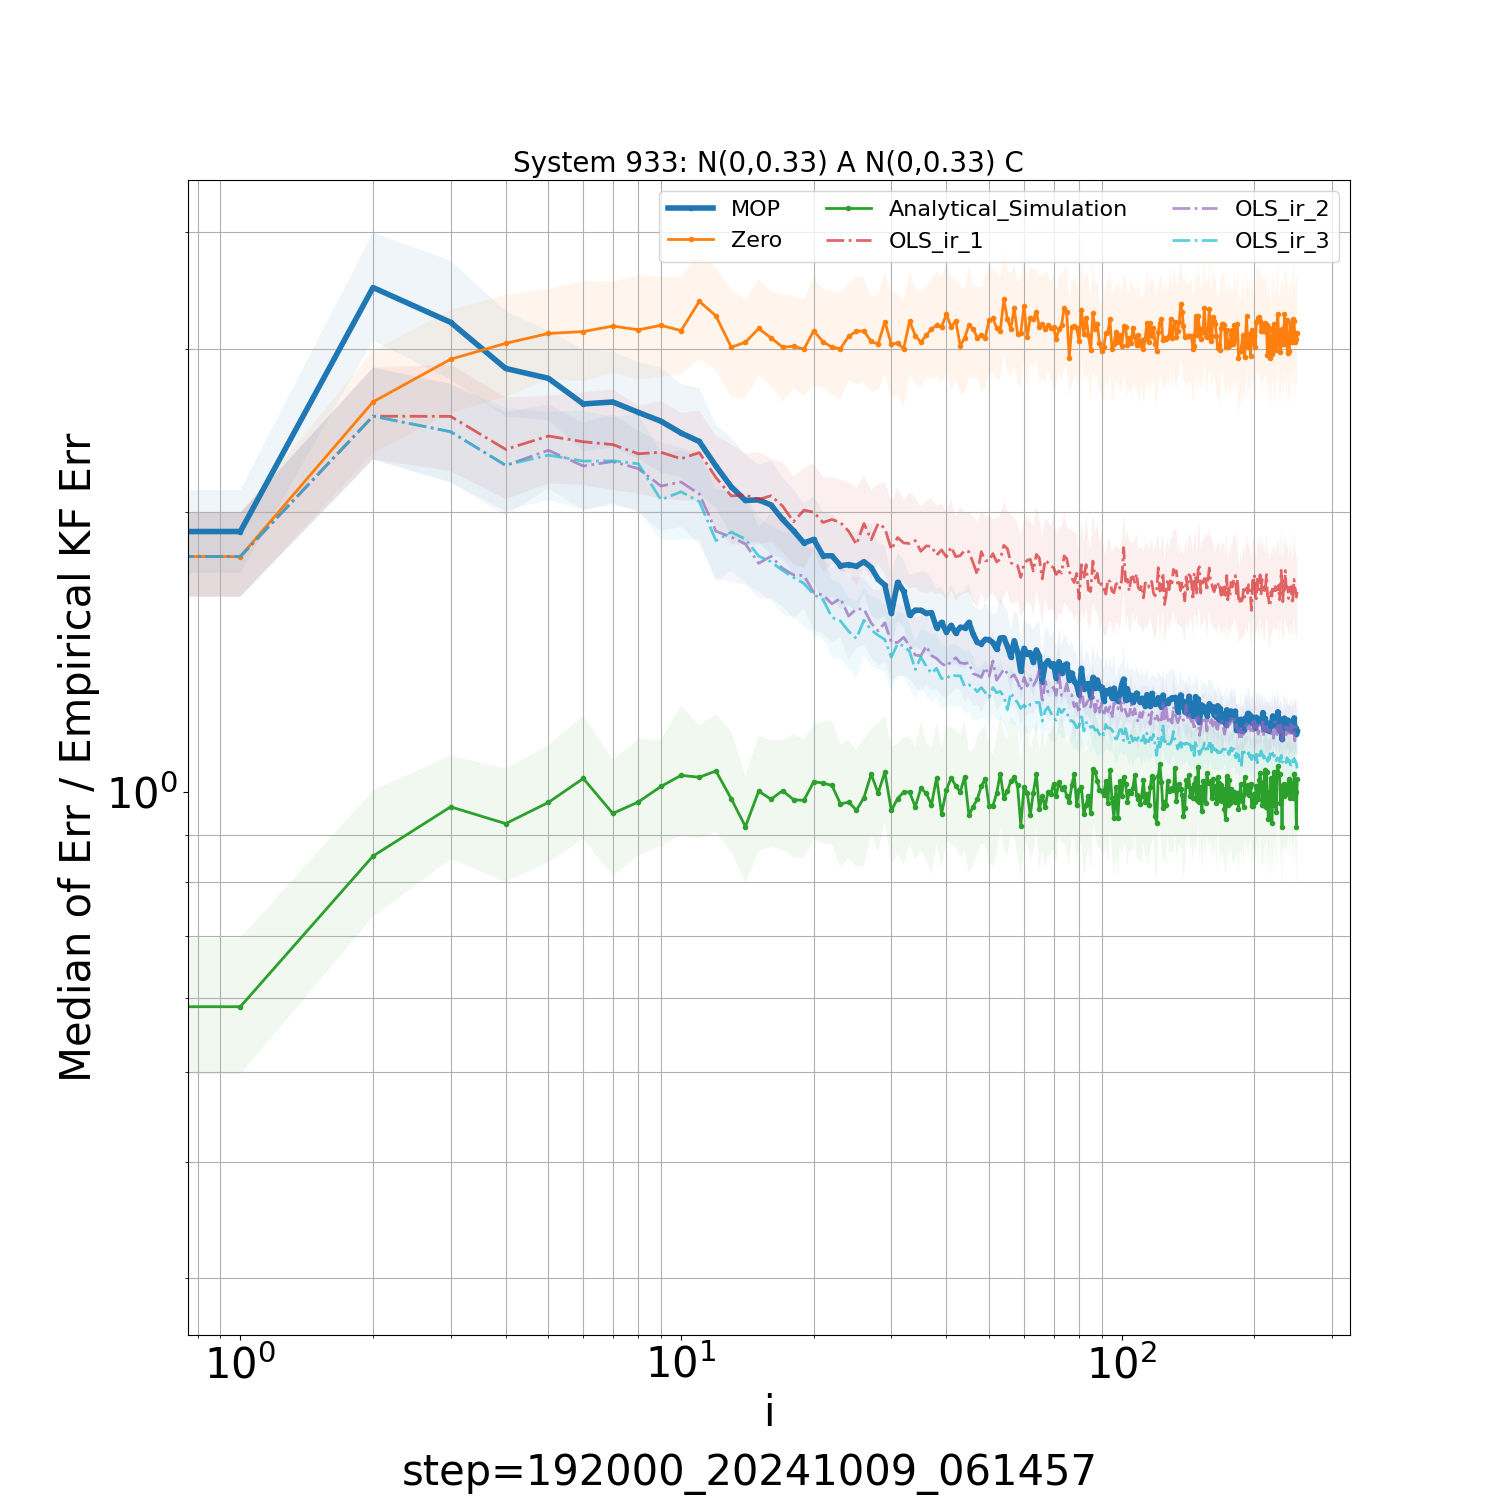 System 933: N(0,0.33) A N(0,0.33) C
MOP
Zero
Analytical_Simulation
OLS_ir_1
OLS_ir_2
OLS_ir_3
Median of Err / Empirical KF Err
10⁰
10⁰ 10¹ 10²
i
step=192000_20241009_061457